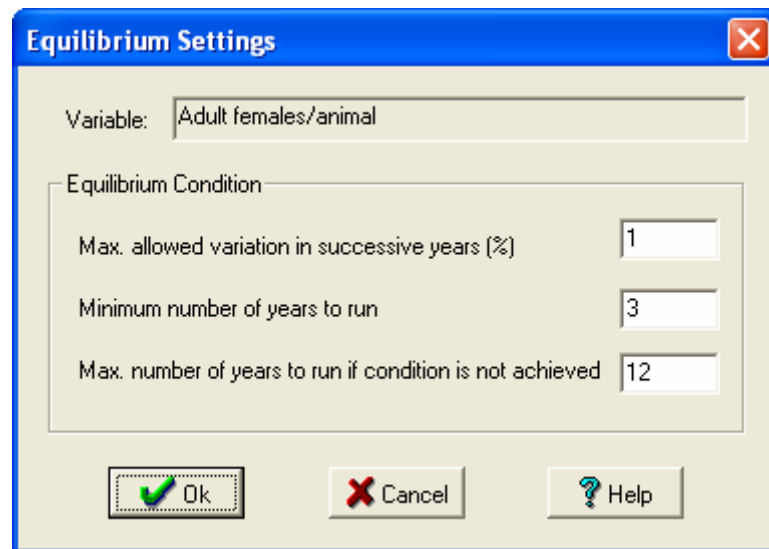 Equilibrium Settings
Variable: Adult females/animal
Equilibrium Condition
Max. allowed variation in successive years (%) 1
Minimum number of years to run 3
Max. number of years to run if condition is not achieved 12
Ok Cancel ? Help